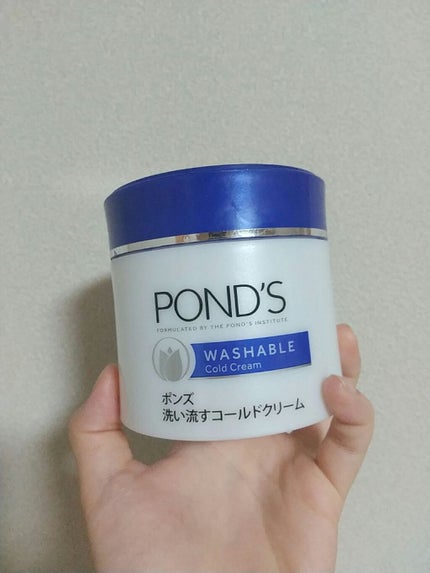 POND'S
FORMULATED BY THE POND'S INSTITUTE
WASHABLE
Cold Cream
ポンズ
洗い流すコールドクリーム